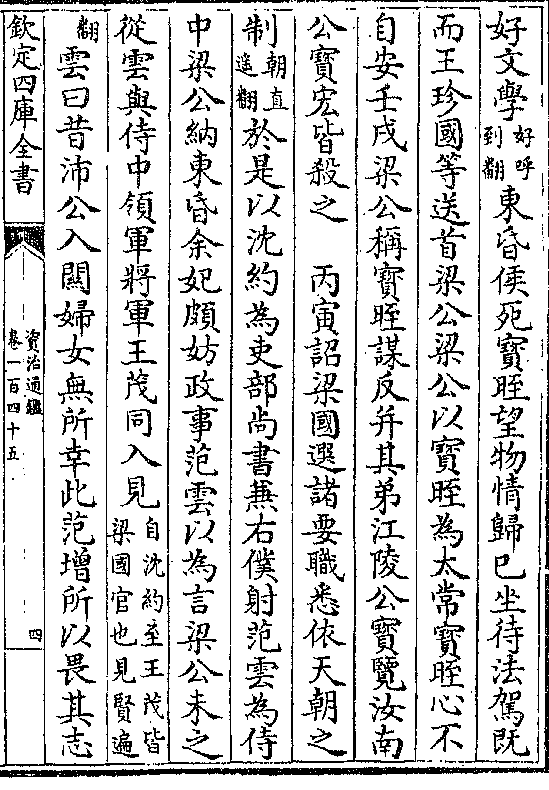 好文學好呼到翻東昏侯死寶晊望物情歸已坐待法駕既
而王珍國等送首梁公梁公以寶晊為太常寶晊心不
自安壬戌梁公稱寶晊謀反并其弟江陵公寶覽汝南
公寶宏皆殺之　丙寅詔梁國選諸要職悉依天朝之
制朝直遥翻於是以沈約為吏部尚書兼右僕射范雲為侍
中梁公納東昏余妃頗妨政事范雲以為言梁公未之
從雲與侍中領軍將軍王茂同入見自沈約至王茂皆梁國官也見賢遍
翻雲曰昔沛公入關婦女無所幸此范增所以畏其志
欽定四庫全書
資治通鑑
卷一百四十五
四